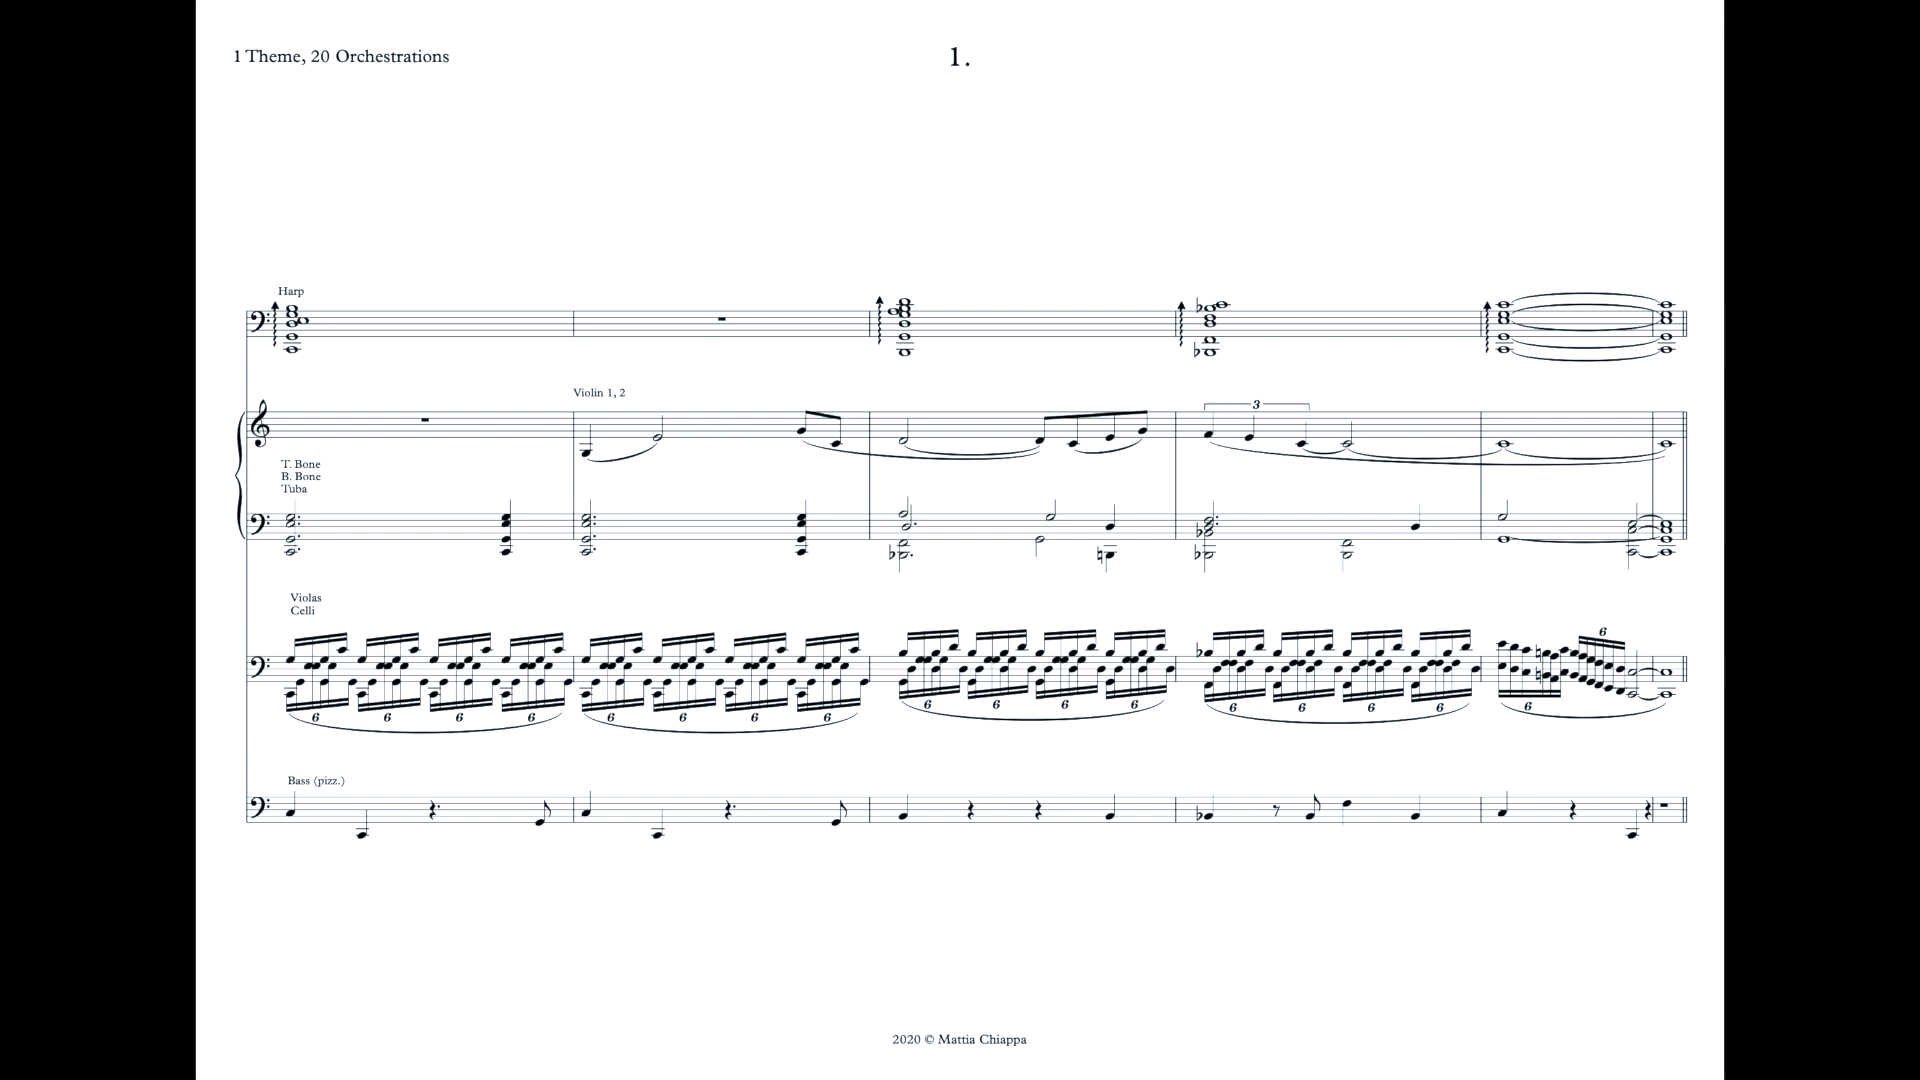 1 Theme, 20 Orchestrations
1.
Harp
Violin 1, 2
3
T. Bone
B. Bone
Tuba
Violas
Celli
6
6 6 6 6 6 6 6 6 6 6 6 6 6 6 6 6 6
Bass (pizz.)
2020 © Mattia Chiappa